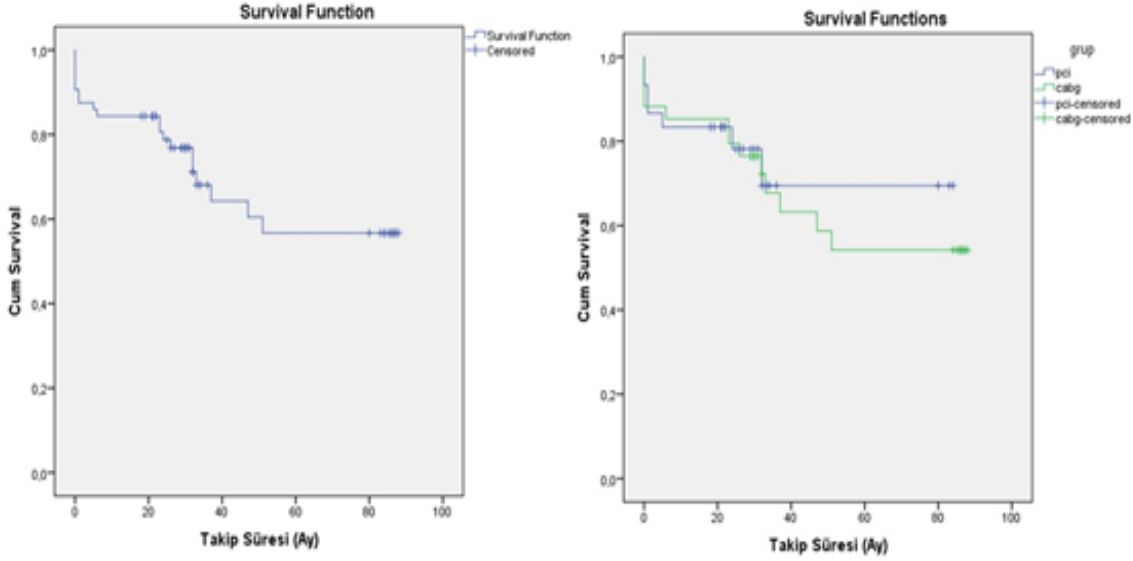 Survival Function
Survival Function
Censored
1,0
0,8
0,6
0,4
0,2
0,0
Cum Survival
0 20 40 60 80 100
Takip Süresi (Ay)
Survival Functions
grup
pci
cabg
pci-censored
cabg-censored
1,0
0,8
0,6
0,4
0,2
0,0
Cum Survival
0 20 40 60 80 100
Takip Süresi (Ay)